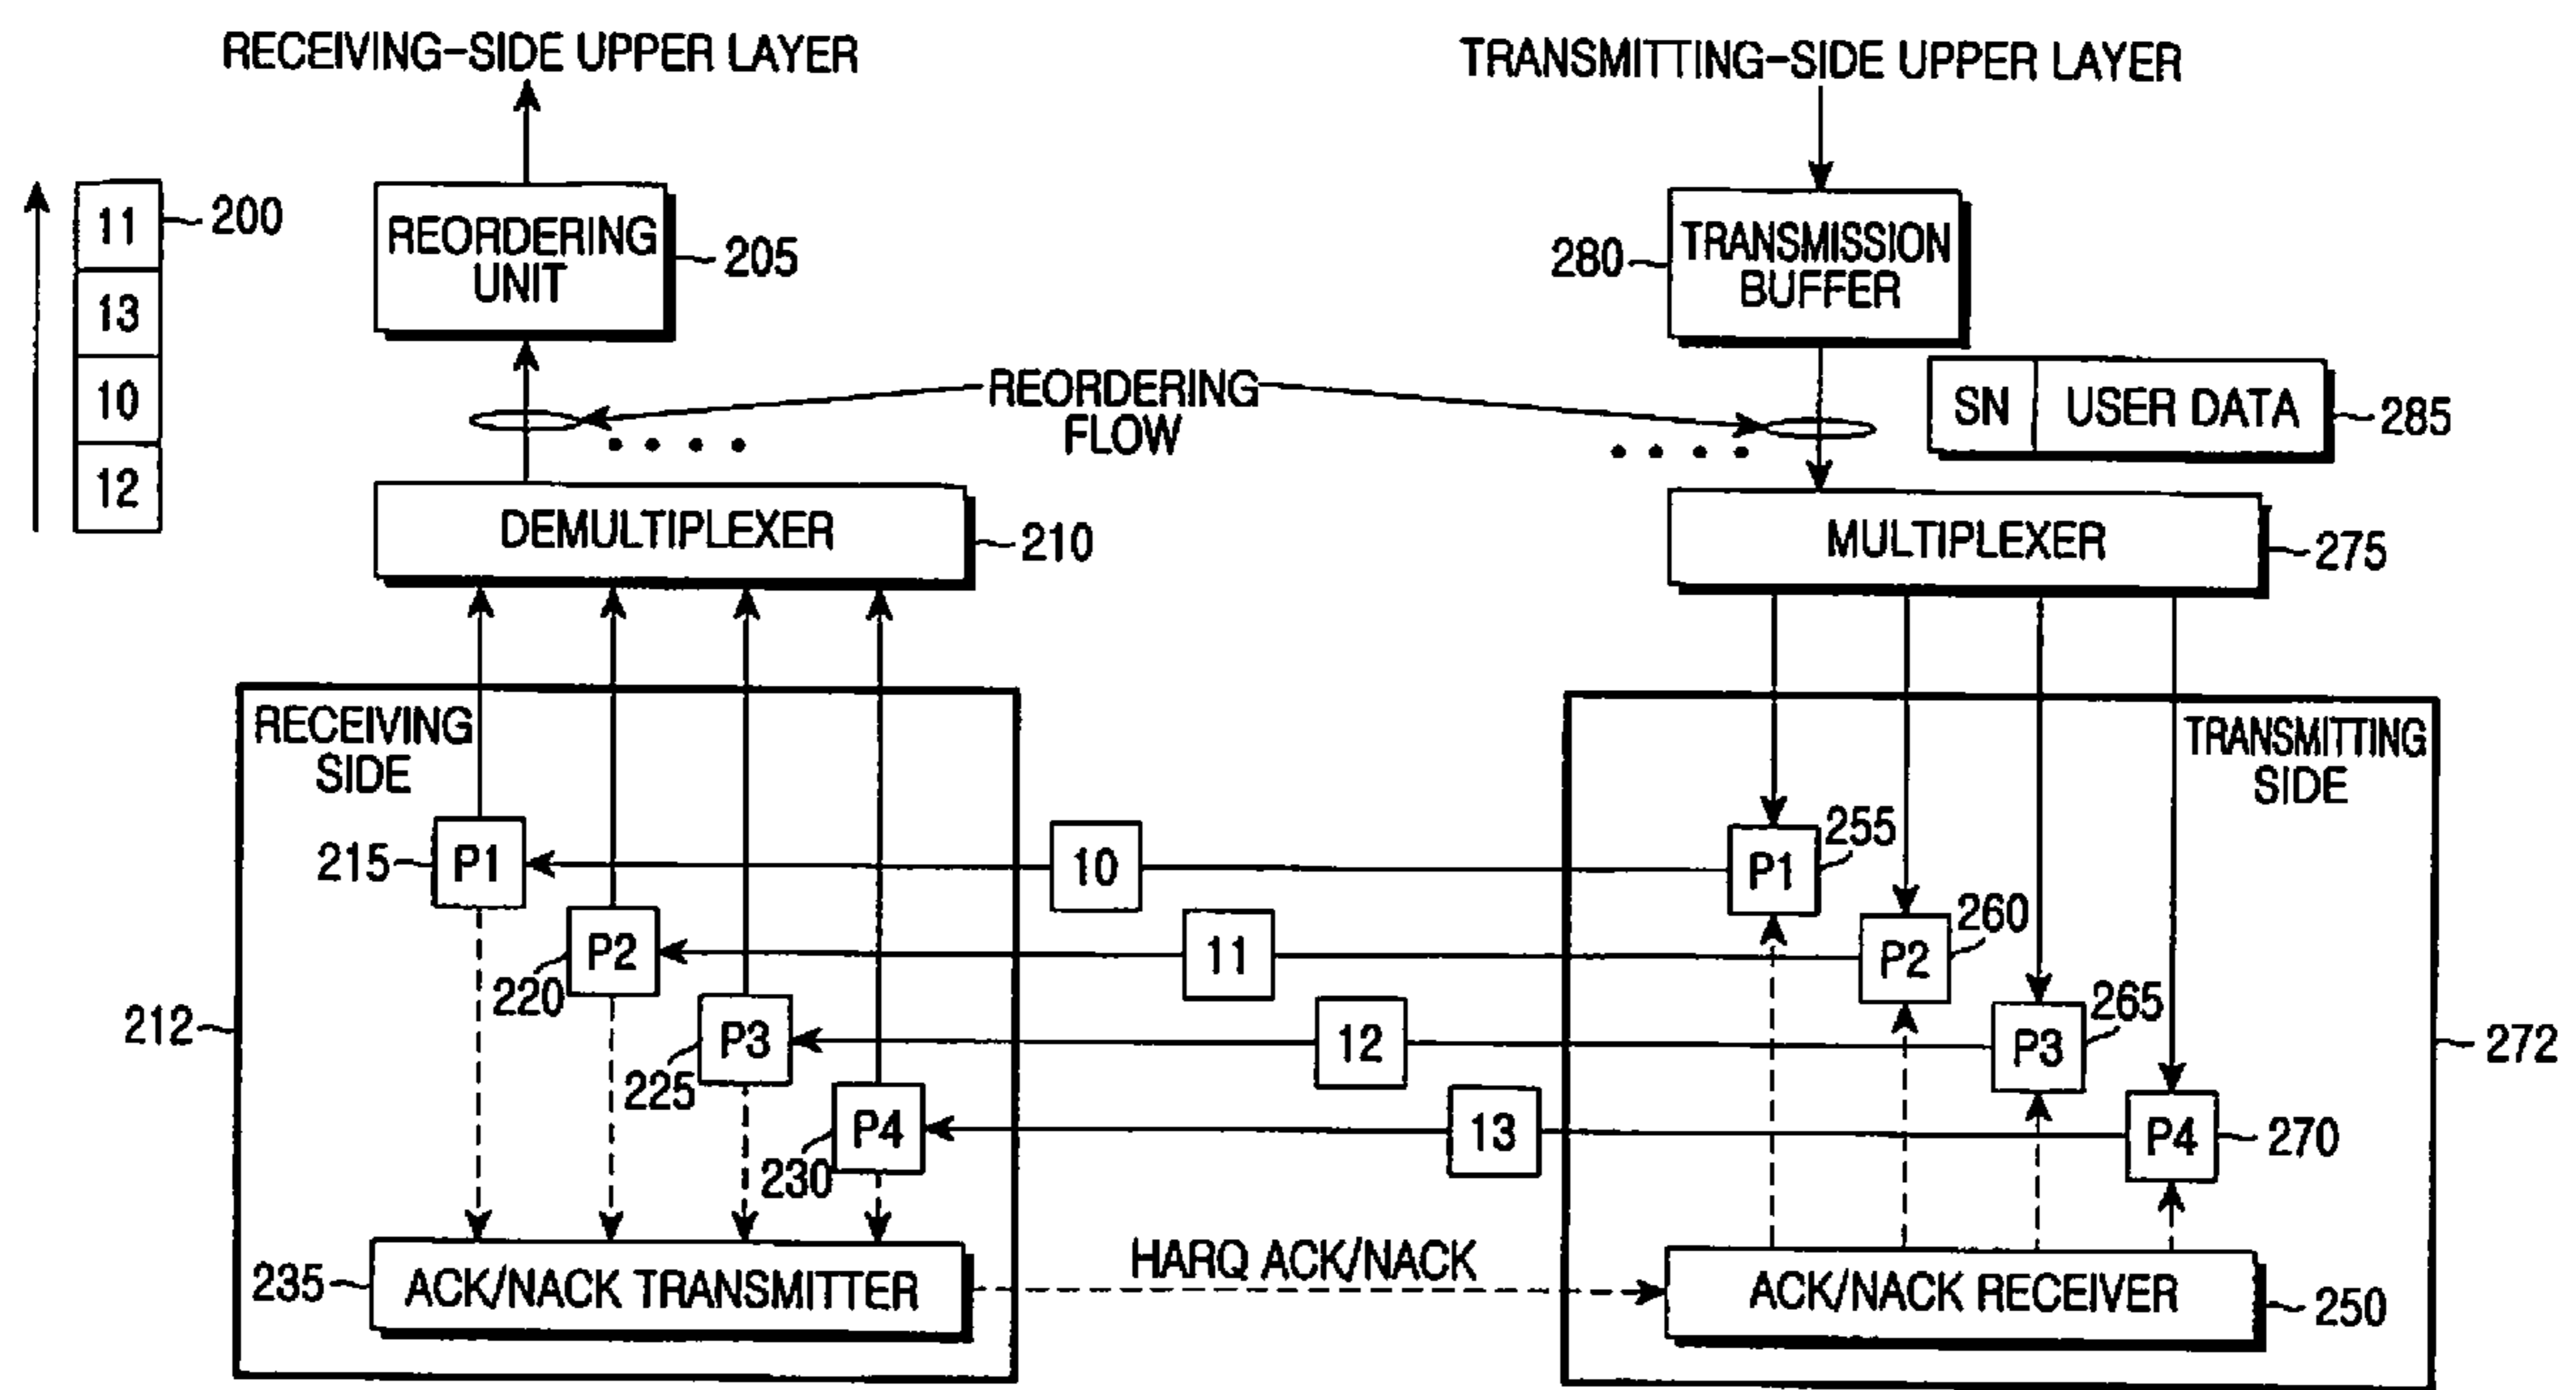 RECEIVING-SIDE UPPER LAYER
TRANSMITTING-SIDE UPPER LAYER
11
200
13
10
12
REORDERING
UNIT
205
280
TRANSMISSION
BUFFER
REORDERING
FLOW
SN
USER DATA
285
DEMULTIPLEXER
210
MULTIPLEXER
275
RECEIVING
SIDE
TRANSMITTING
SIDE
215
P1
10
P1
255
220
P2
11
P2
260
212
225
P3
12
P3
265
272
230
P4
13
P4
270
235
ACK/NACK TRANSMITTER
HARQ ACK/NACK
ACK/NACK RECEIVER
250